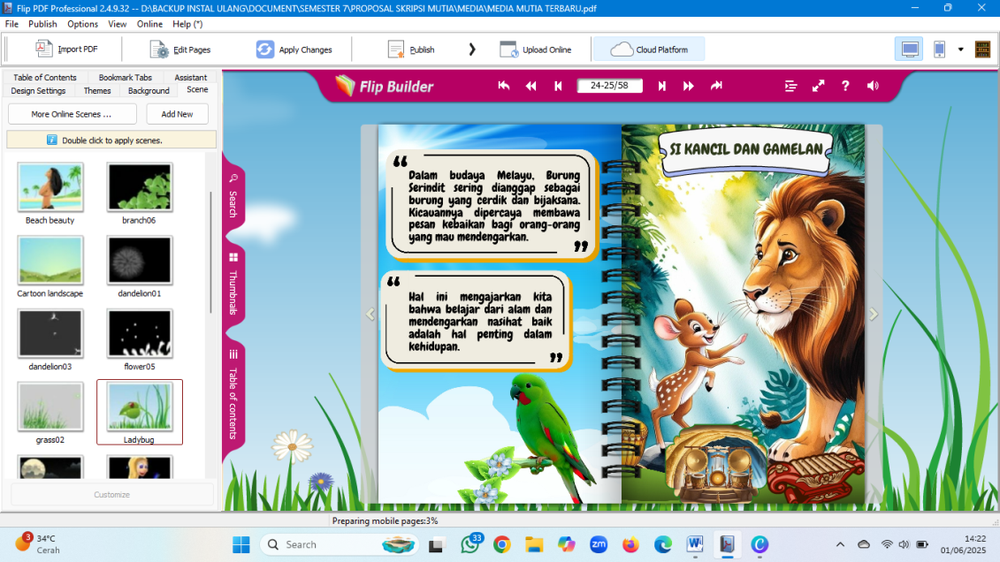 Flip PDF Professional 2.4.9.32 -- D:\BACKUP INSTAL ULANG\DOCUMENT\SEMESTER 7\PROPOSAL SKRIPSI MUTIA\MEDIA\MEDIA MUTIA TERBARU.pdf
File Publish Options View Online Help (*)
Import PDF Edit Pages Apply Changes Publish Upload Online Cloud Platform
Table of Contents Bookmark Tabs Assistant
Design Settings Themes Background Scene
More Online Scenes ... Add New
Double click to apply scenes.
Beach beauty branch06
Cartoon landscape dandelion01
dandelion03 flower05
grass02 Ladybug
Customize
Flip Builder
24-25/58
?
Search
Thumbnails
Table of contents
“
Dalam budaya Melayu, Burung
Serindit sering dianggap sebagai
burung yang cerdik dan bijaksana.
Kicauannya dipercaya membawa
pesan kebaikan bagi orang-orang
yang mau mendengarkan.
”
“
Hal ini mengajarkan kita
bahwa belajar dari alam dan
mendengarkan nasihat baik
adalah hal penting dalam
kehidupan.
”
SI KANCIL DAN GAMELAN
Preparing mobile pages:3%
3
34°C
Cerah
Search
33
zm
W
C
14:22
01/06/2025